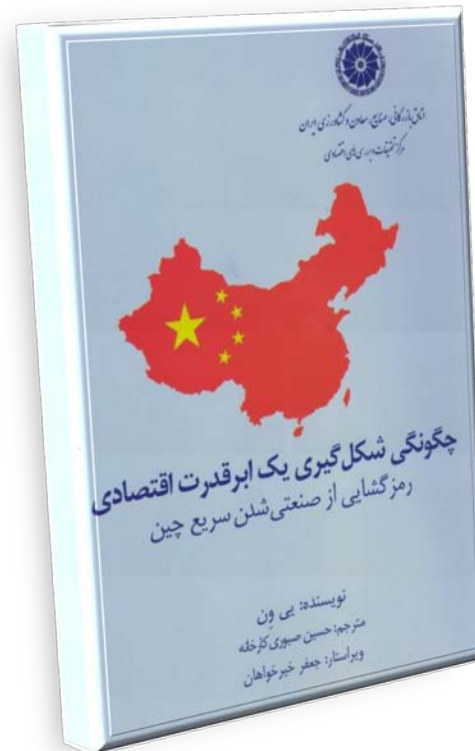 اتاق بازرگانی، صنایع، معادن و کشاورزی ایران
مرکز تحقیقات و بررسی‌های اقتصادی
چگونگی شکل‌گیری یک ابرقدرت اقتصادی
رمزگشایی از صنعتی‌شدن سریع چین
نویسنده: یی وِن
مترجم: حسین صبوری کارخانه
ویراستار: جعفر خیرخواهان